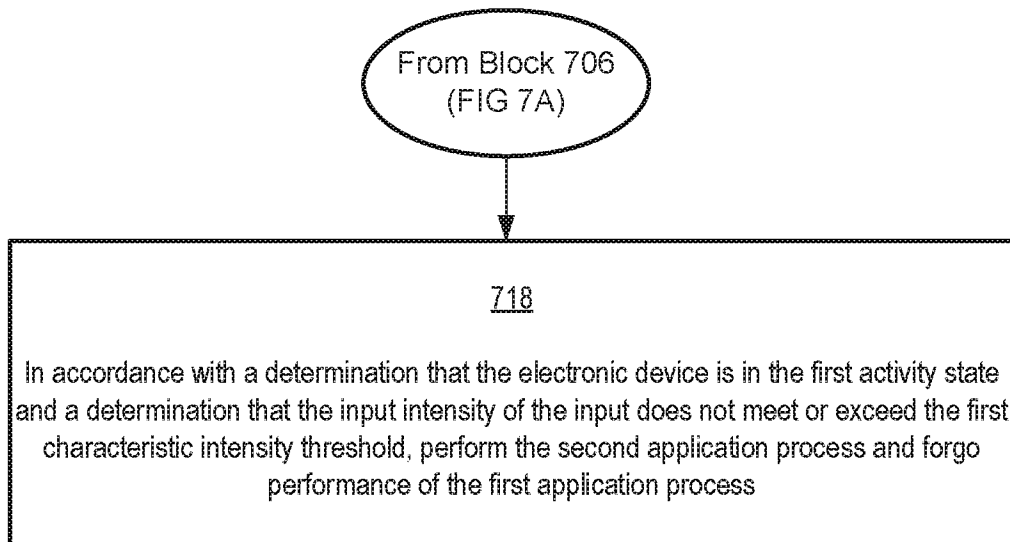 From Block 706
(FIG 7A)
718
In accordance with a determination that the electronic device is in the first activity state
and a determination that the input intensity of the input does not meet or exceed the first
characteristic intensity threshold, perform the second application process and forgo
performance of the first application process